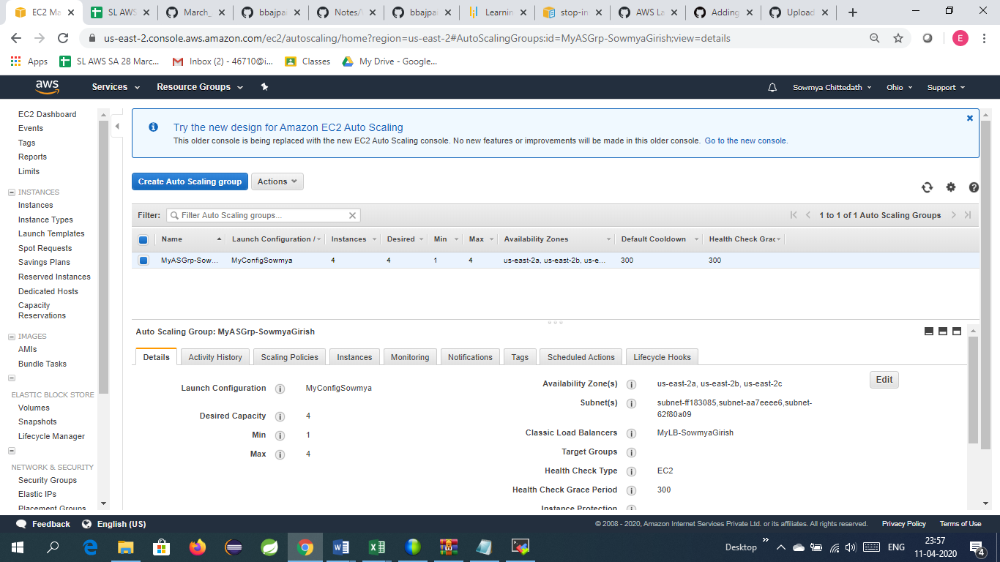 EC2 Ma
SL AWS
March_
bbajpai
Notes/\
bbajpai
Learnin
stop-in
AWS La
Adding
Upload
us-east-2.console.aws.amazon.com/ec2/autoscaling/home?region=us-east-2#AutoScalingGroups:id=MyASGrp-SowmyaGirish;view=details
E
Apps
SL AWS SA 28 Marc...
Inbox (2) - 46710@i...
Classes
My Drive - Google...
aws
Services
Resource Groups
Sowmya Chittedath
Ohio
Support
EC2 Dashboard
Events
Tags
Reports
Limits
INSTANCES
Instances
Instance Types
Launch Templates
Spot Requests
Savings Plans
Reserved Instances
Dedicated Hosts
Capacity
Reservations
IMAGES
AMIs
Bundle Tasks
ELASTIC BLOCK STORE
Volumes
Snapshots
Lifecycle Manager
NETWORK & SECURITY
Security Groups
Elastic IPs
Placement Groups
Try the new design for Amazon EC2 Auto Scaling
This older console is being replaced with the new EC2 Auto Scaling console. No new features or improvements will be made in this older console. Go to the new console.
Create Auto Scaling group
Actions
Filter:
Filter Auto Scaling groups...
1 to 1 of 1 Auto Scaling Groups
Name
Launch Configuration /
Instances
Desired
Min
Max
Availability Zones
Default Cooldown
Health Check Grac
MyASGrp-Sow...
MyConfigSowmya
4
4
1
4
us-east-2a, us-east-2b, us-e...
300
300
Auto Scaling Group: MyASGrp-SowmyaGirish
Details
Activity History
Scaling Policies
Instances
Monitoring
Notifications
Tags
Scheduled Actions
Lifecycle Hooks
Launch Configuration
MyConfigSowmya
Desired Capacity
4
Min
1
Max
4
Availability Zone(s)
us-east-2a, us-east-2b, us-east-2c
Edit
Subnet(s)
subnet-ff183085,subnet-aa7eeee6,subnet-
62f80a09
Classic Load Balancers
MyLB-SowmyaGirish
Target Groups
Health Check Type
EC2
Health Check Grace Period
300
Instance Protection
Feedback
English (US)
© 2008 - 2020, Amazon Internet Services Private Ltd. or its affiliates. All rights reserved.
Privacy Policy
Terms of Use
Desktop
ENG
23:57
11-04-2020
4